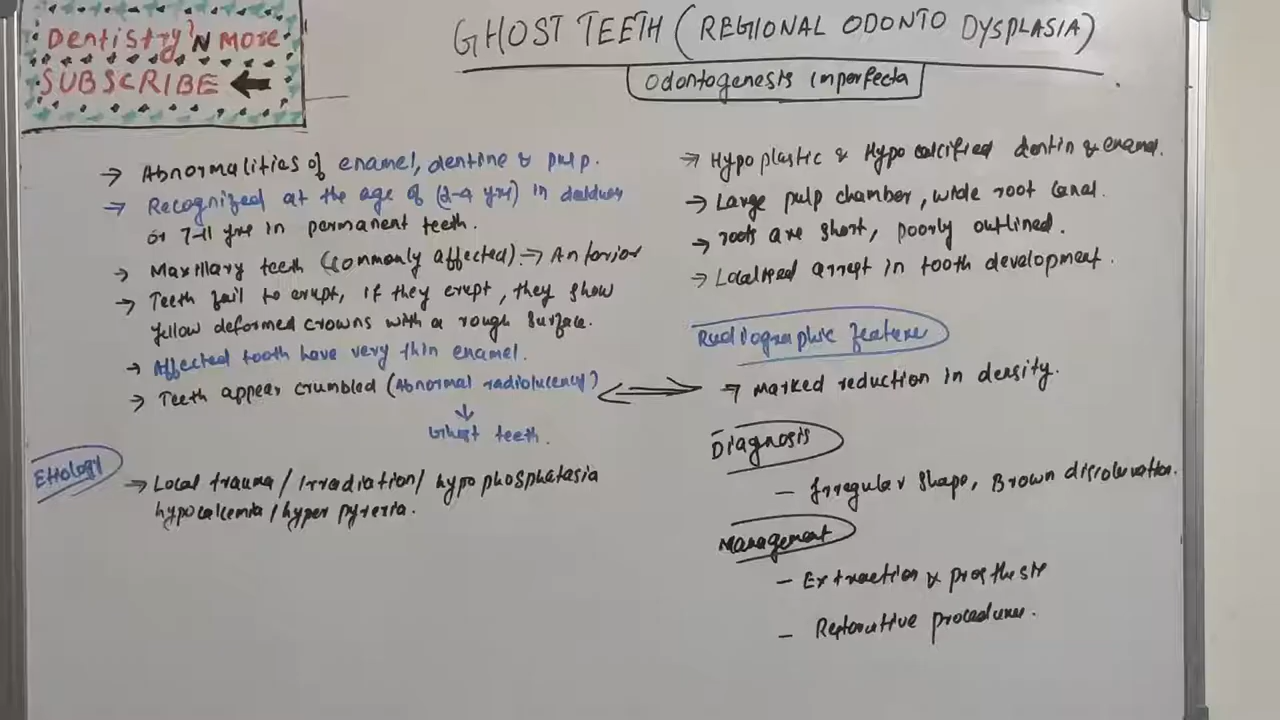 Dentistry'N More
SUBSCRIBE
GHOST TEETH (REGIONAL ODONTO DYSPLASIA)
Odontogenesis imperfecta
→ Abnormalities of enamel, dentine & pulp.
→ Recognized at the age of (2-4 yrs) in
or 7-11 yrs in permanent teeth.
→ Maxillary teeth (commonly affected) → Anterior
→ Teeth fail to erupt, if they erupt, they show
yellow deformed crowns with a rough surface.
→ Affected tooth have very thin enamel.
→ Teeth appear crumbled (Abnormal radiolucency)
↓
Ghost teeth.
Etiology
→ Local trauma / Irradiation / hypophosphatasia
hypocalcemia / hyper pyrexia.
→ Hypoplastic & Hypocalcified dentin & enamel.
→ Large pulp chamber, wide root canal.
→ roots are short, poorly outlined.
→ Localised arrest in tooth development.
Radiographic feature
→ Marked reduction in density.
Diagnosis
- Irregular shape, Brown discoloration.
Management
- Extraction & prosthesis
- Restorative procedures.